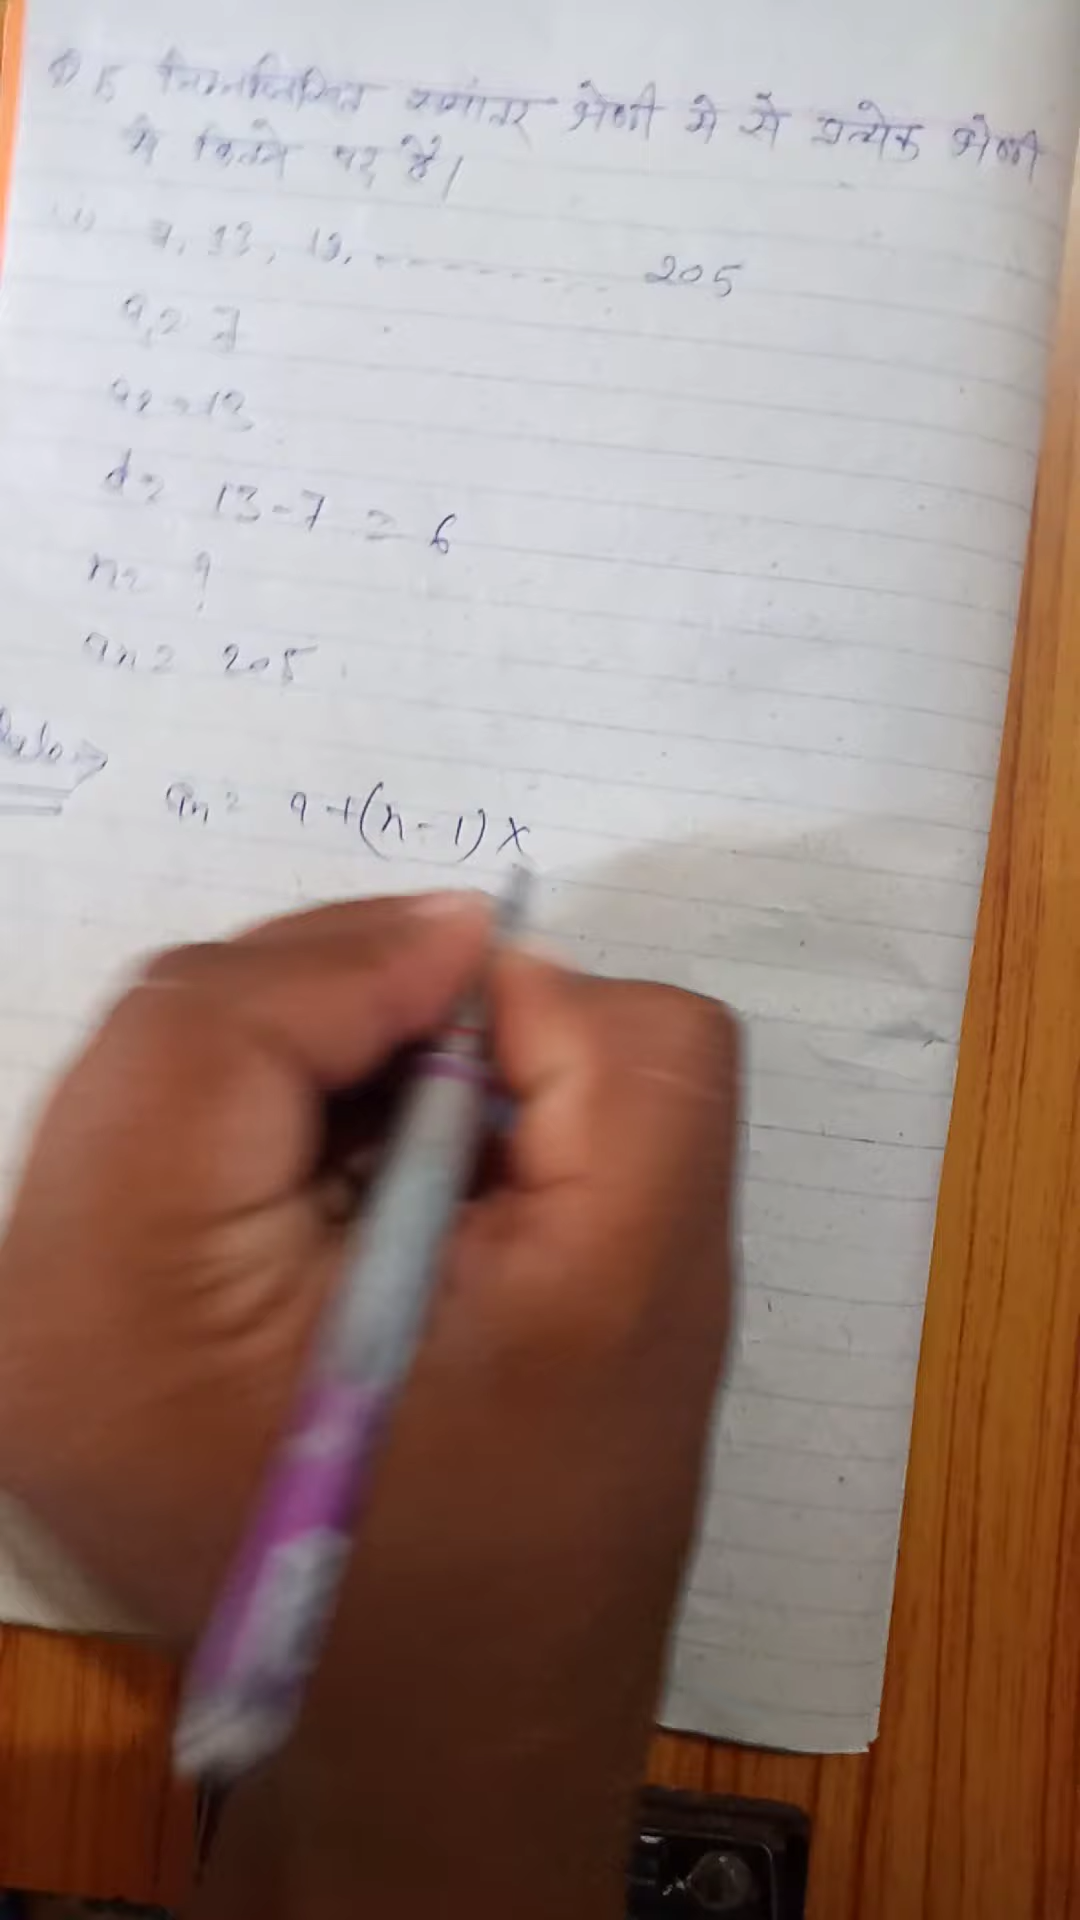 प्र 5 निम्नलिखित समांतर श्रेणी मे से प्रत्येक श्रेणी
मे कितने पद है।
(i) 7, 13, 19, ............... 205
a = 7
a2 = 13
d = 13-7 = 6
n = ?
an = 205
an = a+(n-1)x